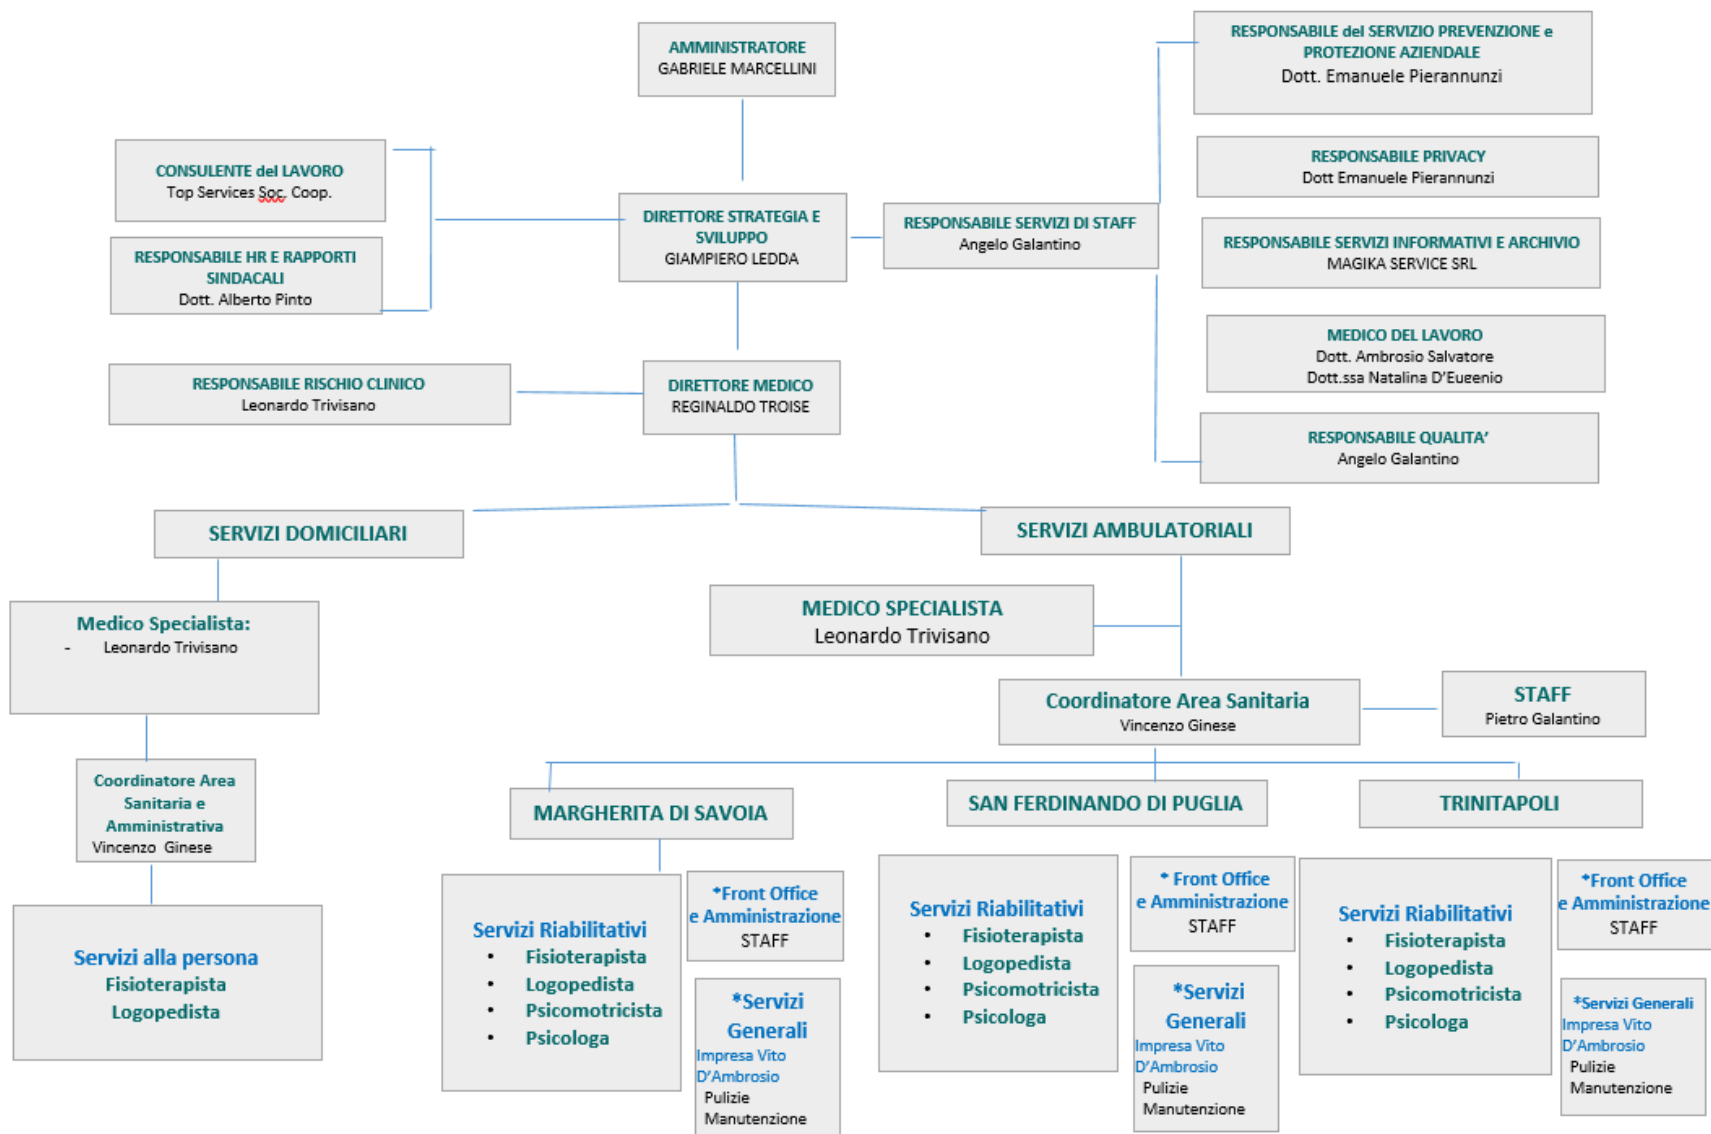 AMMINISTRATORE
GABRIELE MARCELLINI
RESPONSABILE del SERVIZIO PREVENZIONE e
PROTEZIONE AZIENDALE
Dott. Emanuele Pierannunzi
CONSULENTE del LAVORO
Top Services Soc. Coop.
RESPONSABILE HR E RAPPORTI
SINDACALI
Dott. Alberto Pinto
DIRETTORE STRATEGIA E
SVILUPPO
GIAMPIERO LEDDA
RESPONSABILE SERVIZI DI STAFF
Angelo Galantino
RESPONSABILE PRIVACY
Dott Emanuele Pierannunzi
RESPONSABILE SERVIZI INFORMATIVI E ARCHIVIO
MAGIKA SERVICE SRL
MEDICO DEL LAVORO
Dott. Ambrosio Salvatore
Dott.ssa Natalina D'Eugenio
RESPONSABILE QUALITA'
Angelo Galantino
RESPONSABILE RISCHIO CLINICO
Leonardo Trivisano
DIRETTORE MEDICO
REGINALDO TROISE
SERVIZI DOMICILIARI
SERVIZI AMBULATORIALI
Medico Specialista:
- Leonardo Trivisano
MEDICO SPECIALISTA
Leonardo Trivisano
Coordinatore Area Sanitaria
Vincenzo Ginese
STAFF
Pietro Galantino
Coordinatore Area
Sanitaria e
Amministrativa
Vincenzo Ginese
Servizi alla persona
Fisioterapista
Logopedista
MARGHERITA DI SAVOIA
SAN FERDINANDO DI PUGLIA
TRINITAPOLI
Servizi Riabilitativi
• Fisioterapista
• Logopedista
• Psicomotricista
• Psicologa
*Front Office
e Amministrazione
STAFF
*Servizi
Generali
Impresa Vito
D'Ambrosio
Pulizie
Manutenzione
Servizi Riabilitativi
• Fisioterapista
• Logopedista
• Psicomotricista
• Psicologa
* Front Office
e Amministrazione
STAFF
*Servizi
Generali
Impresa Vito
D'Ambrosio
Pulizie
Manutenzione
Servizi Riabilitativi
• Fisioterapista
• Logopedista
• Psicomotricista
• Psicologa
*Front Office
e Amministrazione
STAFF
*Servizi Generali
Impresa Vito
D'Ambrosio
Pulizie
Manutenzione